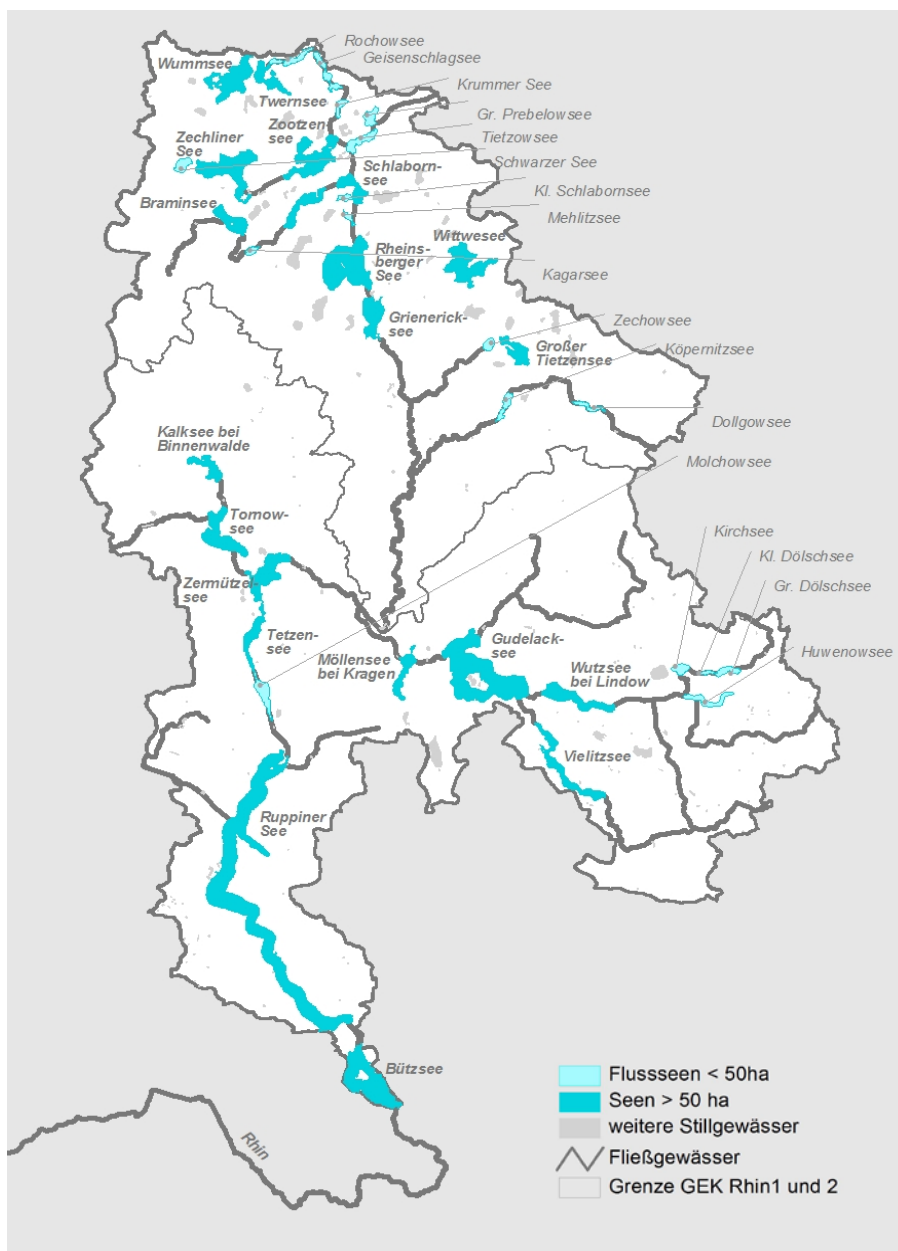 Rochowsee
Geisenschlagsee
Wummsee
Krummer See
Twernsee
Gr. Prebelowsee
Zootzen-
see
Tietzowsee
Zechliner
See
Schwarzer See
Schlaborn-
see
Kl. Schlabornsee
Braminsee
Mehlitzsee
Wittwesee
Rheins-
berger
See
Kagarsee
Grienerick-
see
Zechowsee
Großer
Tietzensee
Köpernitzsee
Dollgowsee
Kalksee bei
Binnenwalde
Molchowsee
Tornow-
see
Kirchsee
Kl. Dölschsee
Zermützel-
see
Gr. Dölschsee
Tetzen-
see
Gudelack-
see
Huwenowsee
Möllensee
bei Kragen
Wutzsee
bei Lindow
Vielitzsee
Ruppiner
See
Bützsee
Rhin
Flussseen < 50ha
Seen > 50 ha
weitere Stillgewässer
Fließgewässer
Grenze GEK Rhin1 und 2